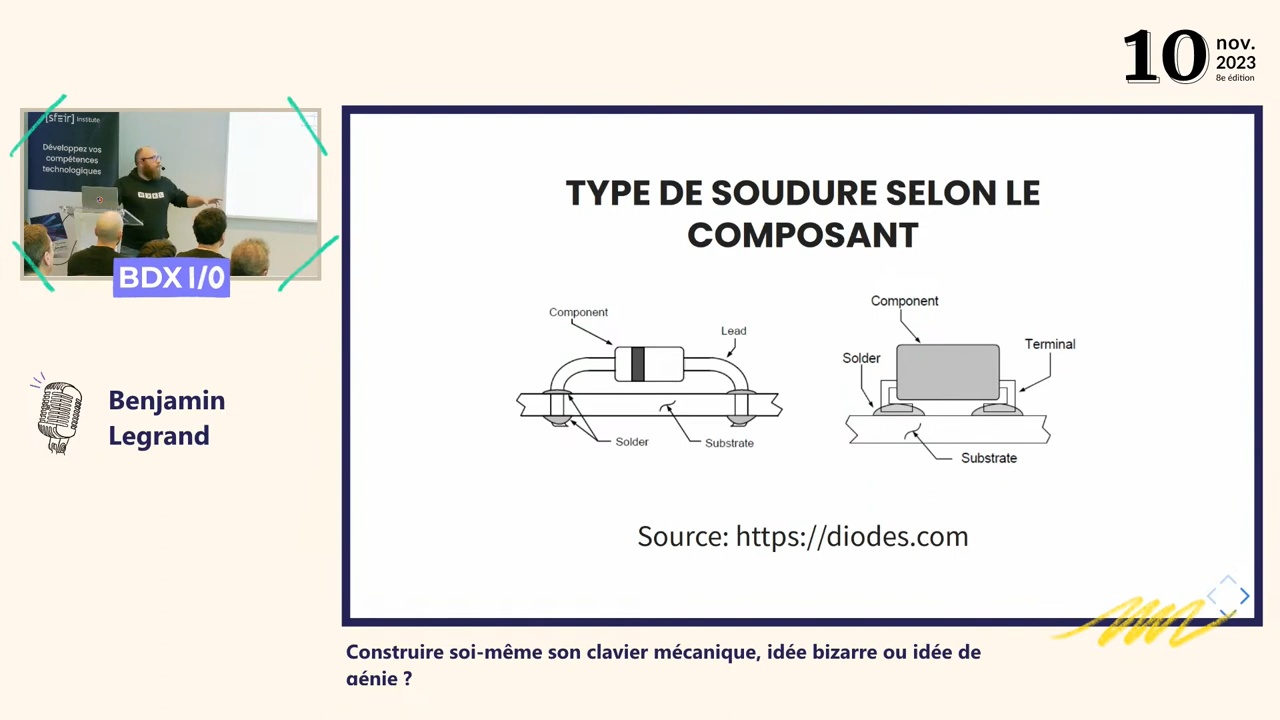 10 nov.
2023
8e édition
[sfeir] Institute
Développez vos
compétences
technologiques
BDX I/O
Benjamin
Legrand
TYPE DE SOUDURE SELON LE
COMPOSANT
Component
Lead
Solder
Substrate
Component
Solder
Terminal
Substrate
Source: https://diodes.com
Construire soi-même son clavier mécanique, idée bizarre ou idée de
génie ?